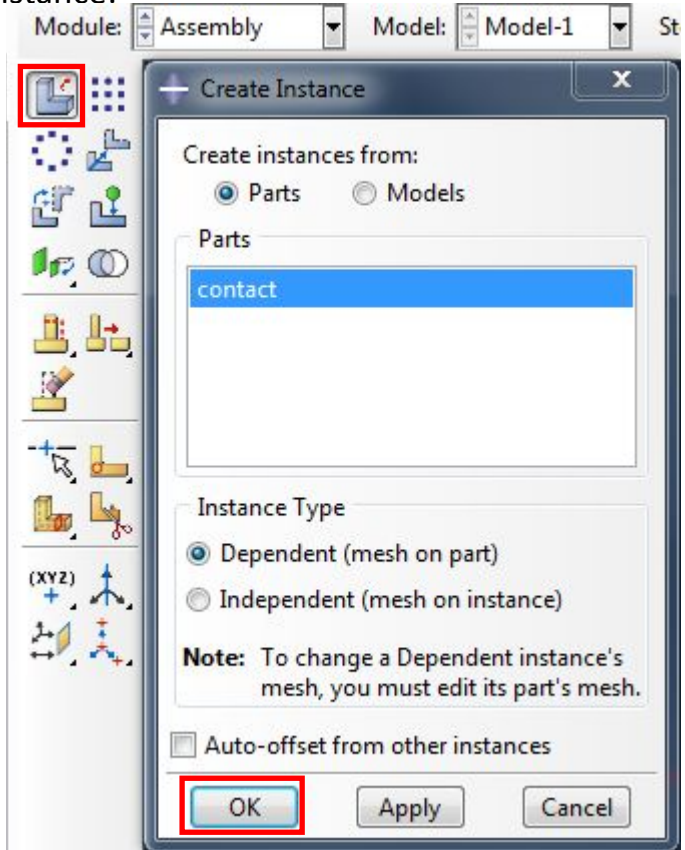 Module: Assembly Model: Model-1 St
Create Instance x
Create instances from:
Parts Models
Parts
contact
Instance Type
Dependent (mesh on part)
Independent (mesh on instance)
Note: To change a Dependent instance's
mesh, you must edit its part's mesh.
(XYZ)
Auto-offset from other instances
OK Apply Cancel